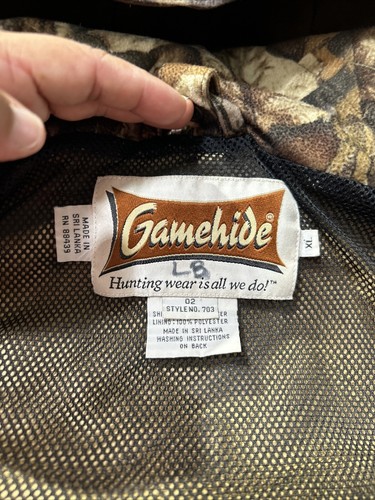 MADE IN
SRI LANKA
RN 88439
Gamehide®
LB
Hunting wear is all we do!™
XL
02
STYLE NO. 703
LINING: 100% POLYESTER
MADE IN SRI LANKA
WASHING INSTRUCTIONS
ON BACK